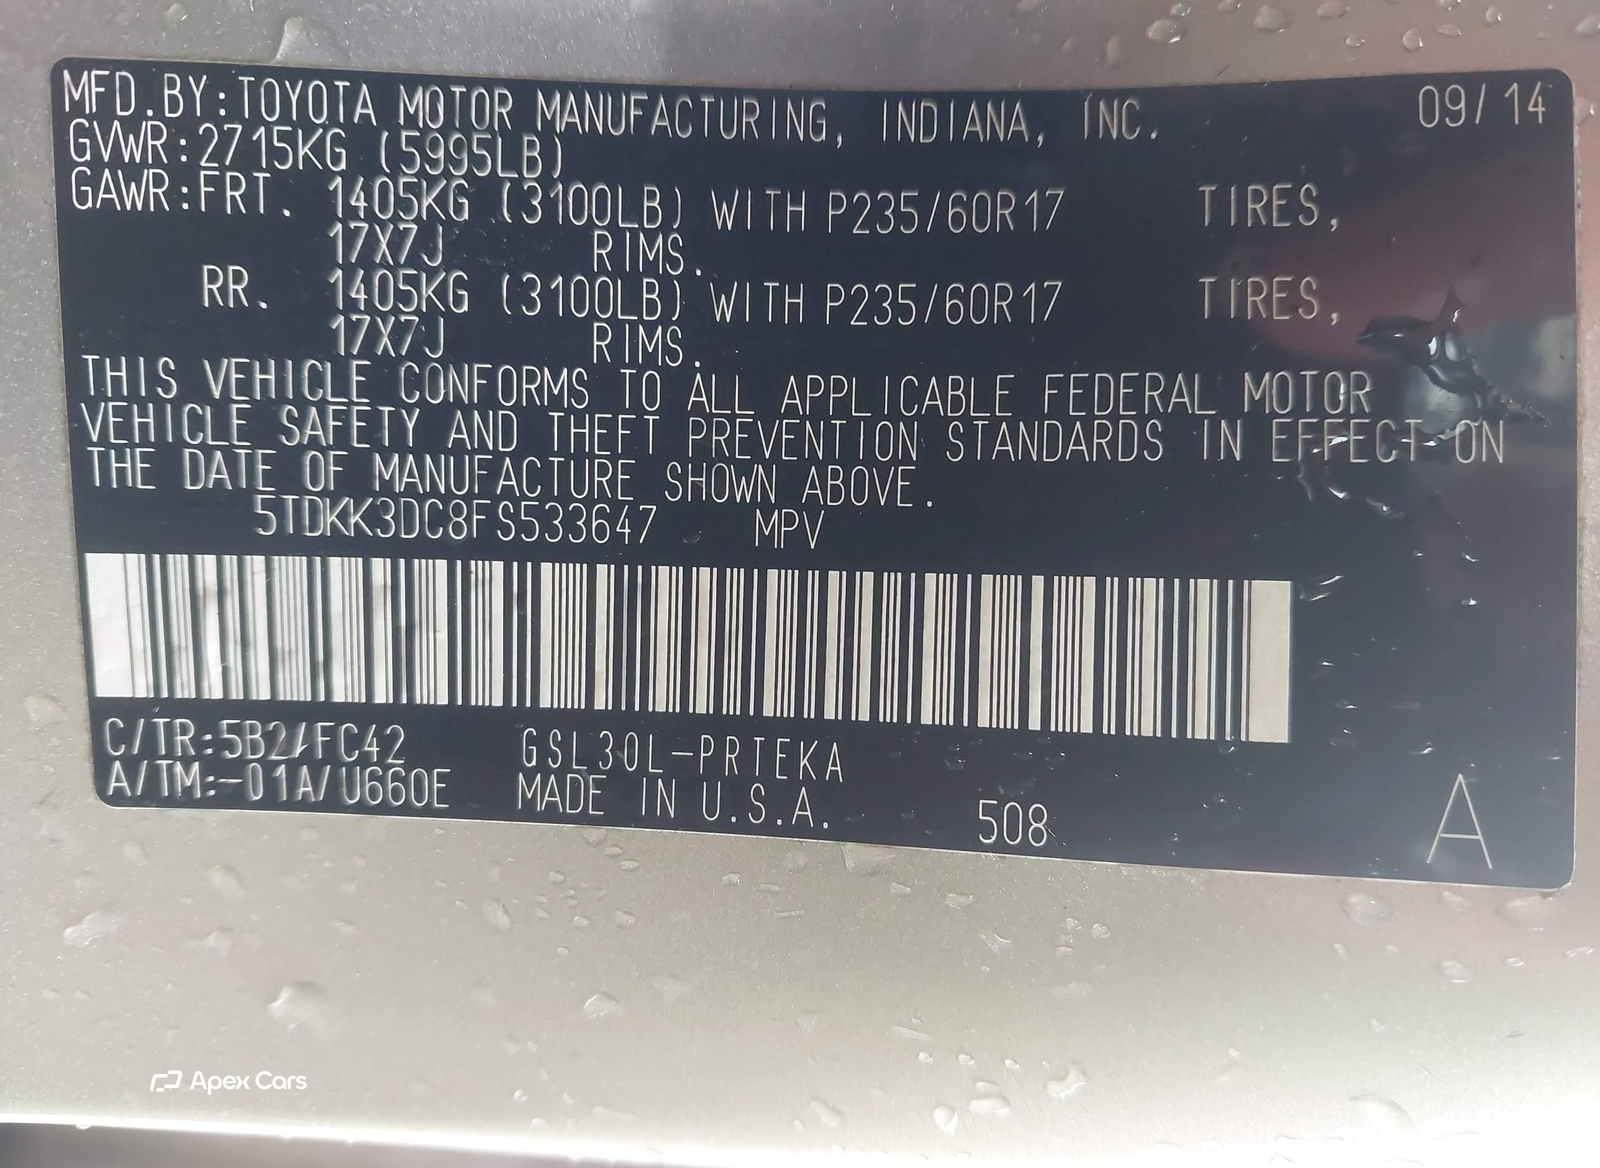 MFD.BY:TOYOTA MOTOR MANUFACTURING, INDIANA, INC. 09/14
GVWR:2715KG (5995LB)
GAWR:FRT. 1405KG (3100LB) WITH P235/60R17 TIRES,
17X7J RIMS.
RR. 1405KG (3100LB) WITH P235/60R17 TIRES,
17X7J RIMS.
THIS VEHICLE CONFORMS TO ALL APPLICABLE FEDERAL MOTOR
VEHICLE SAFETY AND THEFT PREVENTION STANDARDS IN EFFECT ON
THE DATE OF MANUFACTURE SHOWN ABOVE.
5TDKK3DC8FS533647 MPV
C/TR:5B2/FC42 GSL30L-PRTEKA
A/TM:-01A/U660E MADE IN U.S.A. 508 A
Apex Cars